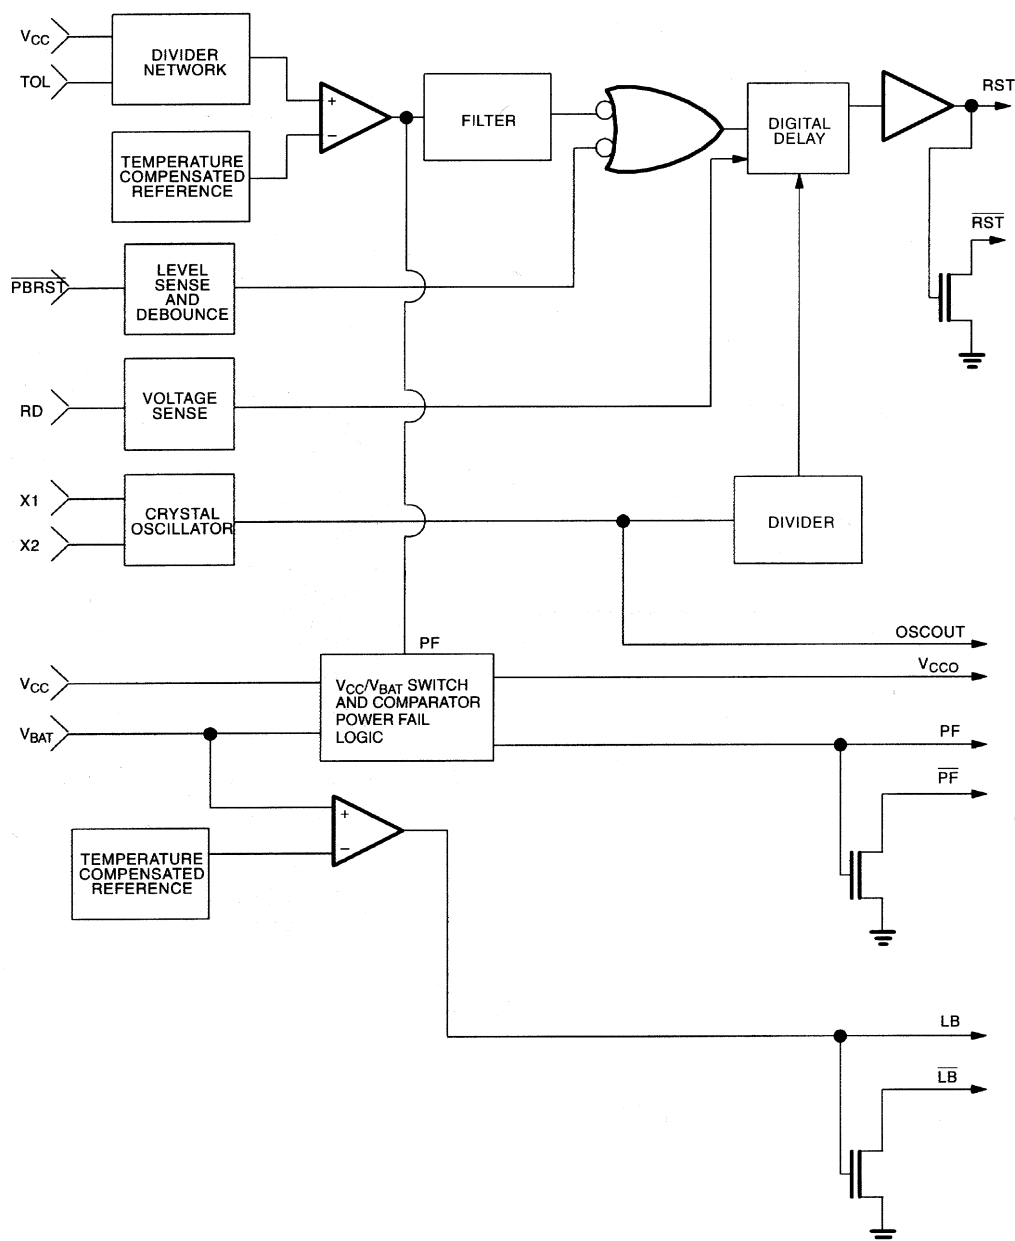 VCC
TOL
DIVIDER
NETWORK
TEMPERATURE
COMPENSATED
REFERENCE
+
−
FILTER
DIGITAL
DELAY
RST
RST
PBRST
LEVEL
SENSE
AND
DEBOUNCE
RD
VOLTAGE
SENSE
X1
X2
CRYSTAL
OSCILLATOR
DIVIDER
OSCOUT
PF
VCC
VBAT
VCC/VBAT SWITCH
AND COMPARATOR
POWER FAIL
LOGIC
VCCO
PF
PF
TEMPERATURE
COMPENSATED
REFERENCE
+
−
LB
LB